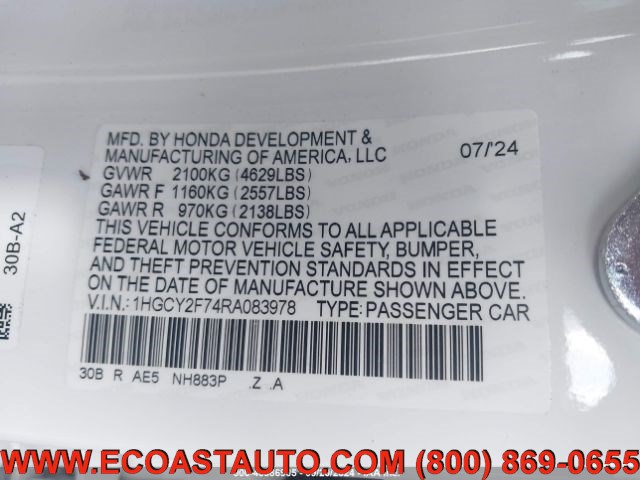 MFD. BY HONDA DEVELOPMENT &
MANUFACTURING OF AMERICA, LLC 07/'24
GVWR 2100KG (4629LBS)
GAWR F 1160KG (2557LBS)
GAWR R 970KG (2138LBS)
THIS VEHICLE CONFORMS TO ALL APPLICABLE
FEDERAL MOTOR VEHICLE SAFETY, BUMPER,
AND THEFT PREVENTION STANDARDS IN EFFECT
ON THE DATE OF MANUFACTURE SHOWN ABOVE.
V.I.N.: 1HGCY2F74RA083978 TYPE: PASSENGER CAR
30B R AE5 NH883P .Z .A
30B-A2
WWW.ECOASTAUTO.COM (800) 869-0655